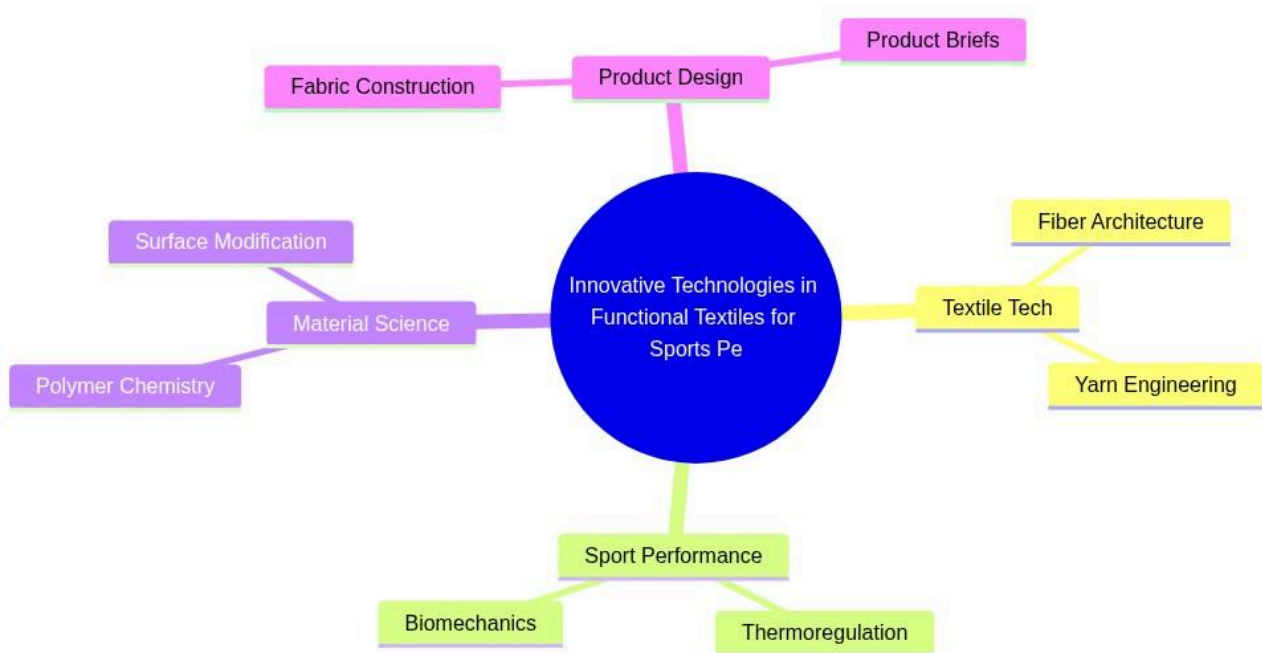 Product Briefs
Product Design
Fabric Construction
Fiber Architecture
Surface Modification
Innovative Technologies in
Functional Textiles for
Sports Pe
Textile Tech
Material Science
Polymer Chemistry
Yarn Engineering
Sport Performance
Biomechanics
Thermoregulation